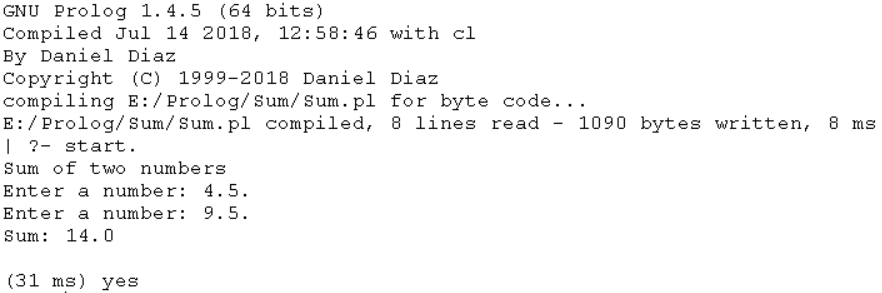 GNU Prolog 1.4.5 (64 bits)
Compiled Jul 14 2018, 12:58:46 with cl
By Daniel Diaz
Copyright (C) 1999-2018 Daniel Diaz
compiling E:/Prolog/Sum/Sum.pl for byte code...
E:/Prolog/Sum/Sum.pl compiled, 8 lines read - 1090 bytes written, 8 ms
| ?- start.
Sum of two numbers
Enter a number: 4.5.
Enter a number: 9.5.
Sum: 14.0
(31 ms) yes